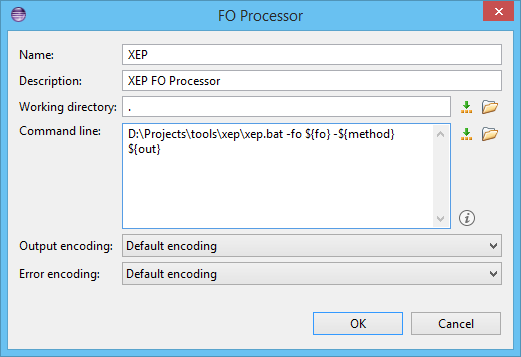 FO Processor
Name: XEP
Description: XEP FO Processor
Working directory: .
Command line: D:\Projects\tools\xep\xep.bat -fo ${fo} -${method}
${out}
Output encoding: Default encoding
Error encoding: Default encoding
OK Cancel